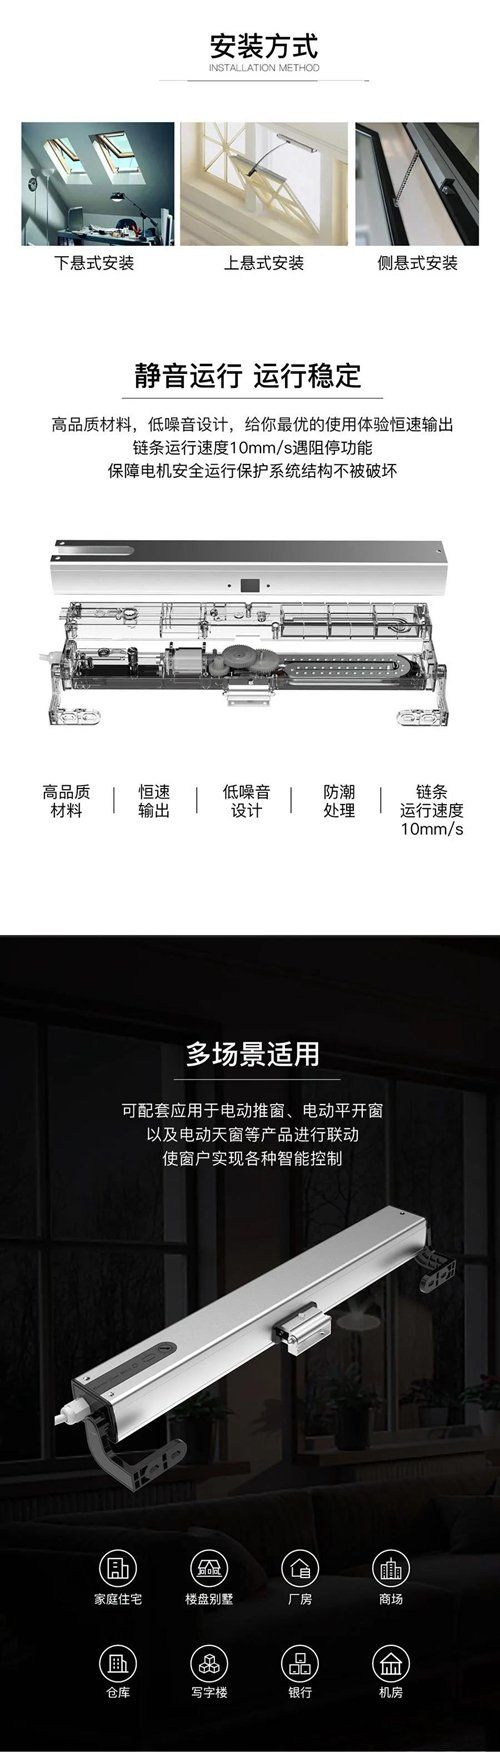 安装方式
INSTALLATION METHOD
下悬式安装
上悬式安装
侧悬式安装
静音运行 运行稳定
高品质材料，低噪音设计，给你最优的使用体验恒速输出
链条运行速度10mm/s遇阻停功能
保障电机安全运行保护系统结构不被破坏
高品质
材料
恒速
输出
低噪音
设计
防潮
处理
链条
运行速度
10mm/s
多场景适用
可配套应用于电动推窗、电动平开窗
以及电动天窗等产品进行联动
使窗户实现各种智能控制
家庭住宅
楼盘别墅
厂房
商场
仓库
写字楼
银行
机房